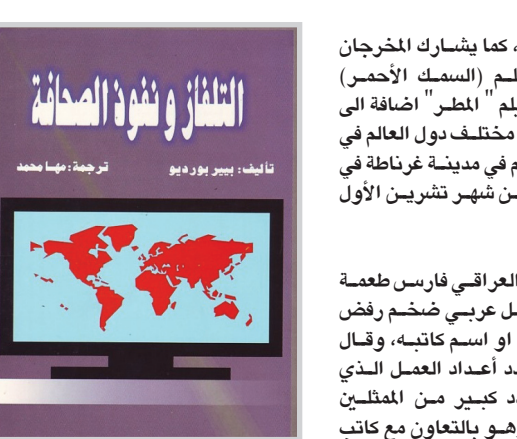 ، كما يشارك المخرجان
لم (السمك الأحمر)
يلم " المطر" اضافة الى
مختلف دول العالم في
م في مدينة غرناطة في
ن شهر تشرين الأول
العراقي فارس طعمة
ل عربي ضخم رفض
او اسم كاتبه، وقال
دد أعداد العمل الذي
د كبير من الممثلين
هو بالتعاون مع كاتب
التلفاز و نفوذ الصحافة
تأليف: بيير بورديو
ترجمة: مها محمد